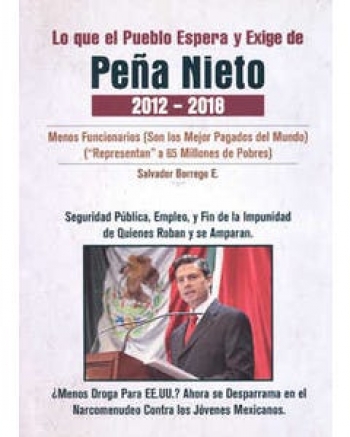 Lo que el Pueblo Espera y Exige de
Peña Nieto
2012 - 2018
Menos Funcionarios (Son los Mejor Pagados del Mundo)
("Representan" a 65 Millones de Pobres)
Salvador Borrego E.
Seguridad Pública, Empleo, y Fin de la Impunidad
de Quienes Roban y se Amparan.
¿Menos Droga Para EE.UU.? Ahora se Desparrama en el
Narcomenudeo Contra los Jóvenes Mexicanos.